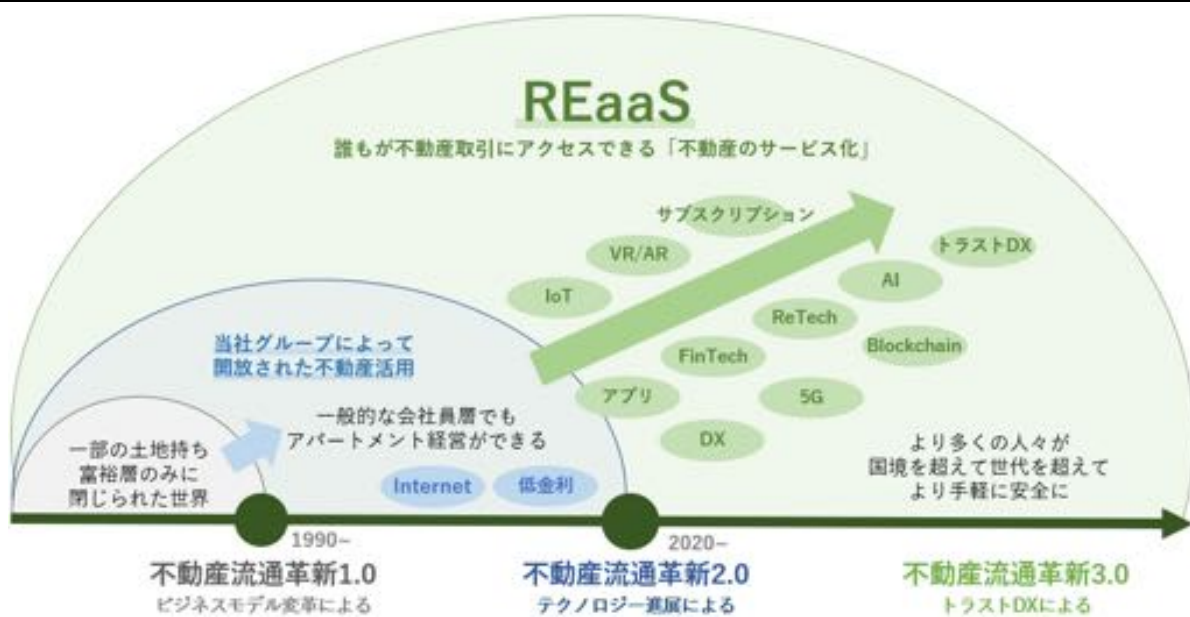 REaaS
誰もが不動産取引にアクセスできる「不動産のサービス化」
サブスクリプション
トラストDX
VR/AR
AI
IoT
ReTech
Blockchain
FinTech
アプリ
5G
DX
当社グループによって
開放された不動産活用
一般的な会社員層でも
アパートメント経営ができる
Internet
低金利
一部の土地持ち
富裕層のみに
閉じられた世界
より多くの人々が
国境を超えて世代を超えて
より手軽に安全に
1990~
2020~
不動産流通革新1.0
ビジネスモデル変革による
不動産流通革新2.0
テクノロジー進展による
不動産流通革新3.0
トラストDXによる